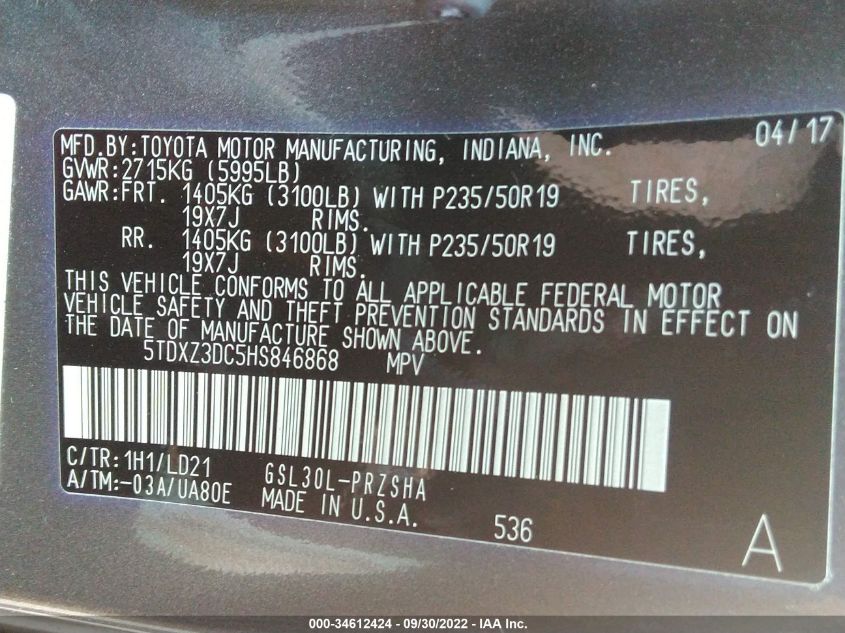 MFD.BY:TOYOTA MOTOR MANUFACTURING, INDIANA, INC. 04/17
GVWR:2715KG (5995LB)
GAWR:FRT. 1405KG (3100LB) WITH P235/50R19 TIRES,
19X7J RIMS.
RR. 1405KG (3100LB) WITH P235/50R19 TIRES,
19X7J RIMS.
THIS VEHICLE CONFORMS TO ALL APPLICABLE FEDERAL MOTOR
VEHICLE SAFETY AND THEFT PREVENTION STANDARDS IN EFFECT ON
THE DATE OF MANUFACTURE SHOWN ABOVE.
5TDXZ3DC5HS846868 MPV
C/TR:1H1/LD21 GSL30L-PRZSHA
A/TM:-03A/UA80E MADE IN U.S.A. 536 A
000-34612424 - 09/30/2022 - IAA Inc.